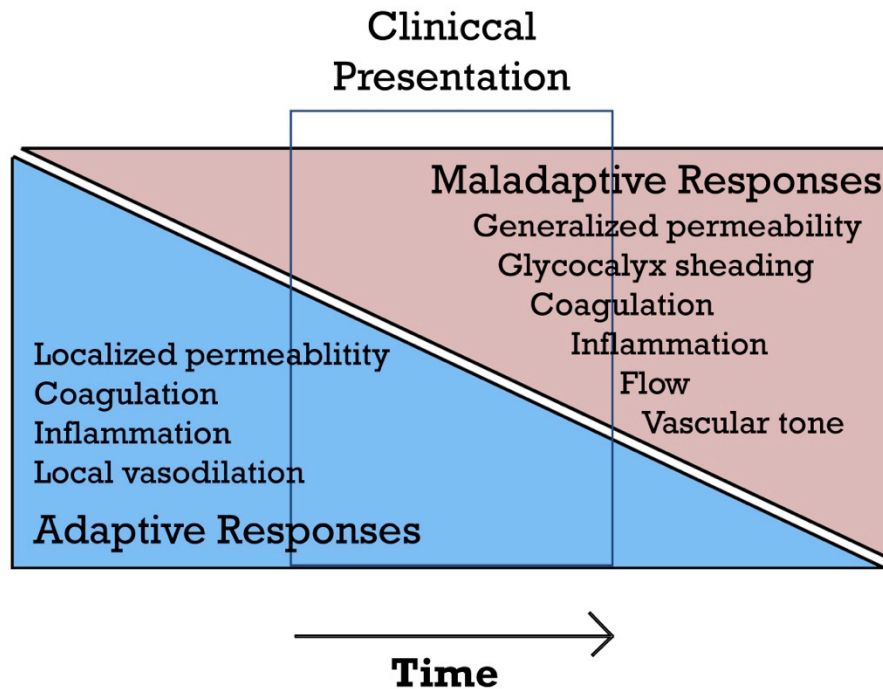 Cliniccal
Presentation
Maladaptive Responses
Generalized permeability
Glycocalyx sheading
Coagulation
Inflammation
Flow
Vascular tone
Localized permeablitity
Coagulation
Inflammation
Local vasodilation
Adaptive Responses
Time